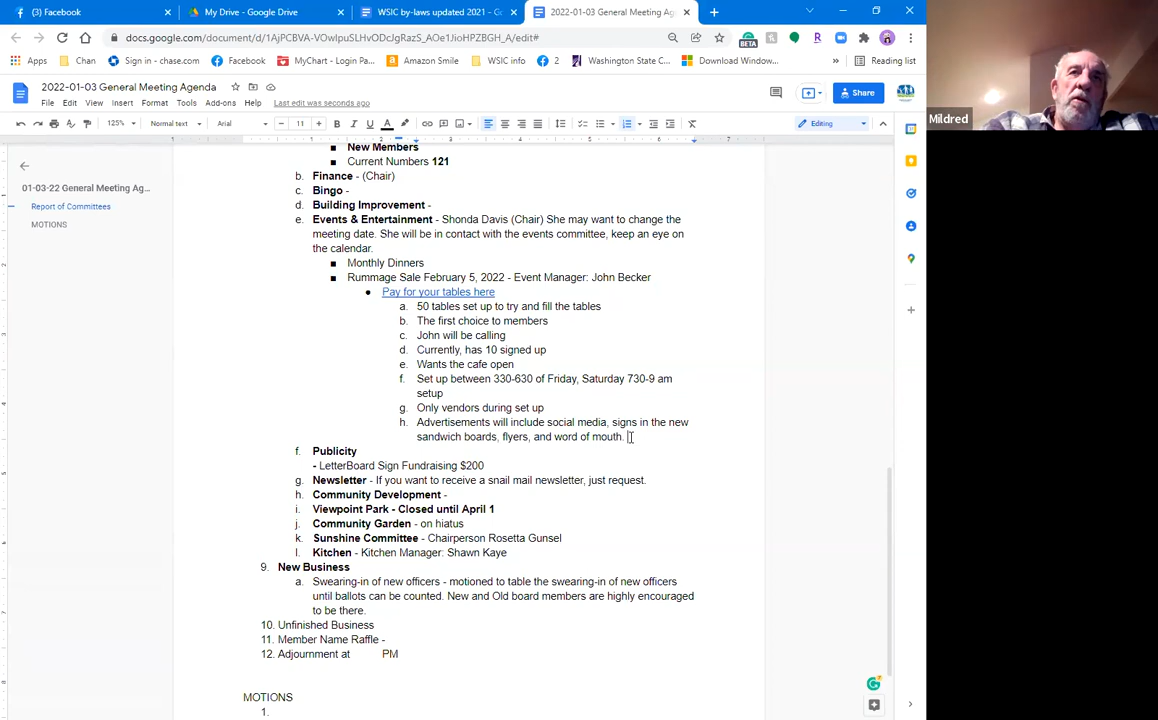 (3) Facebook
My Drive - Google Drive
WSIC by-laws updated 2021 - Go
2022-01-03 General Meeting Age
docs.google.com/document/d/1AjPCBVA-VOwIpuSLHvODcJgRazS_AOe1JioHPZBGH_A/edit#
BETA
Apps
Chan
Sign in - chase.com
Facebook
MyChart - Login Pa...
Amazon Smile
WSIC info
2
Washington State C...
Download Window...
Reading list
2022-01-03 General Meeting Agenda
File Edit View Insert Format Tools Add-ons Help Last edit was seconds ago
Share
125% Normal text Arial 11 B I U A Editing
Mildred
01-03-22 General Meeting Ag...
Report of Committees
MOTIONS
New Members
Current Numbers 121
b. Finance - (Chair)
c. Bingo -
d. Building Improvement -
e. Events & Entertainment - Shonda Davis (Chair) She may want to change the
meeting date. She will be in contact with the events committee, keep an eye on
the calendar.
Monthly Dinners
Rummage Sale February 5, 2022 - Event Manager: John Becker
Pay for your tables here
a. 50 tables set up to try and fill the tables
b. The first choice to members
c. John will be calling
d. Currently, has 10 signed up
e. Wants the cafe open
f. Set up between 330-630 of Friday, Saturday 730-9 am
setup
g. Only vendors during set up
h. Advertisements will include social media, signs in the new
sandwich boards, flyers, and word of mouth.
f. Publicity
- LetterBoard Sign Fundraising $200
g. Newsletter - If you want to receive a snail mail newsletter, just request.
h. Community Development -
i. Viewpoint Park - Closed until April 1
j. Community Garden - on hiatus
k. Sunshine Committee - Chairperson Rosetta Gunsel
l. Kitchen - Kitchen Manager: Shawn Kaye
9. New Business
a. Swearing-in of new officers - motioned to table the swearing-in of new officers
until ballots can be counted. New and Old board members are highly encouraged
to be there.
10. Unfinished Business
11. Member Name Raffle -
12. Adjournment at PM
MOTIONS
1.